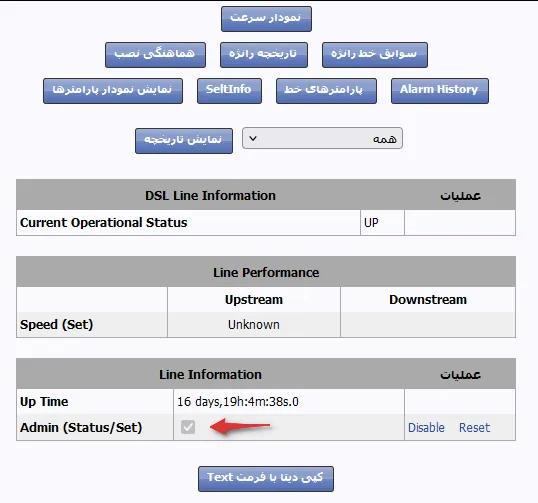 نمودار سرعت
سوابق خط رانژه تاریخچه رانژه هماهنگی نصب
Alarm History پارامترهای خط SeltInfo نمایش نمودار پارامترها
همه نمایش تاریخچه
DSL Line Information عملیات
Current Operational Status UP
Line Performance
Upstream Downstream
Speed (Set) Unknown
Line Information عملیات
Up Time 16 days,19h:4m:38s.0
Admin (Status/Set) Disable Reset
کپی دیتا با فرمت Text